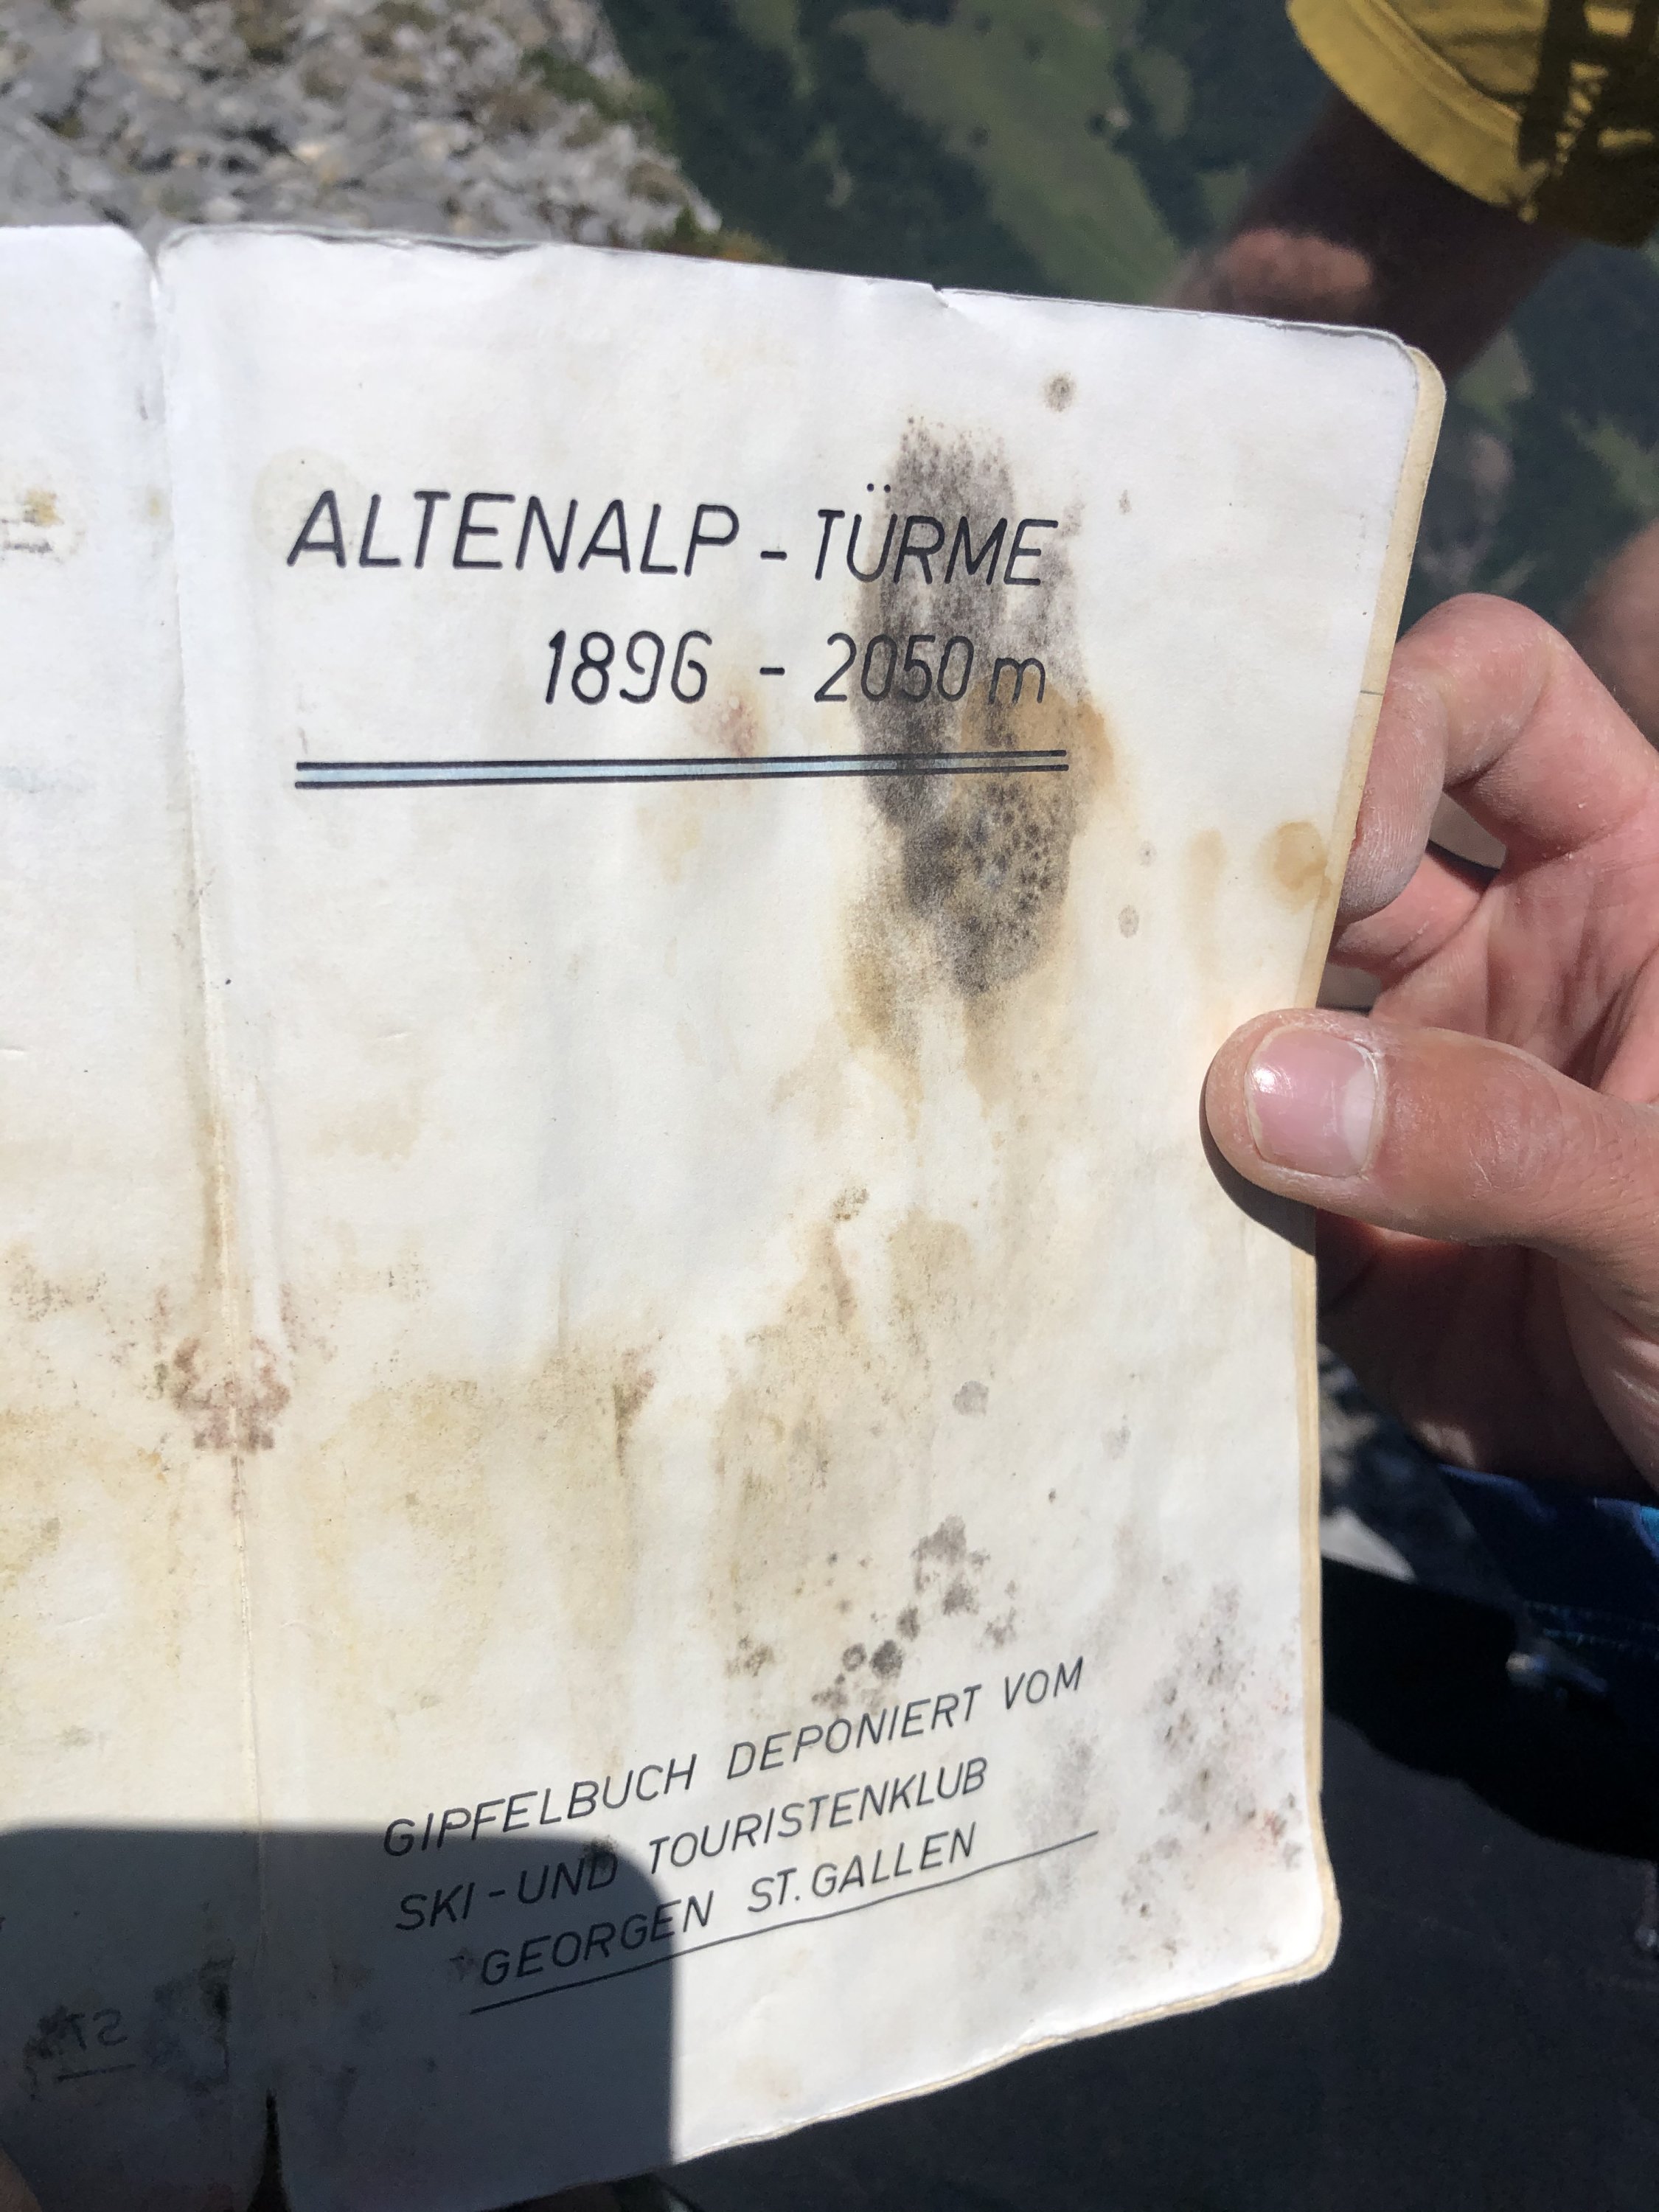 ALTENALP - TÜRME
1896 - 2050 m
GIPFELBUCH DEPONIERT VOM
SKI - UND TOURISTENKLUB
GEORGEN ST. GALLEN